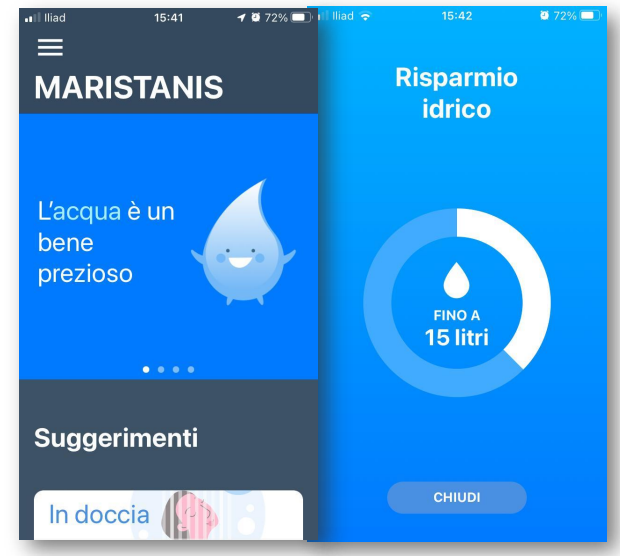 Iliad 15:41 72%
MARISTANIS
L'acqua è un
bene
prezioso
Suggerimenti
In doccia
Iliad 15:42 72%
Risparmio
idrico
FINO A
15 litri
CHIUDI